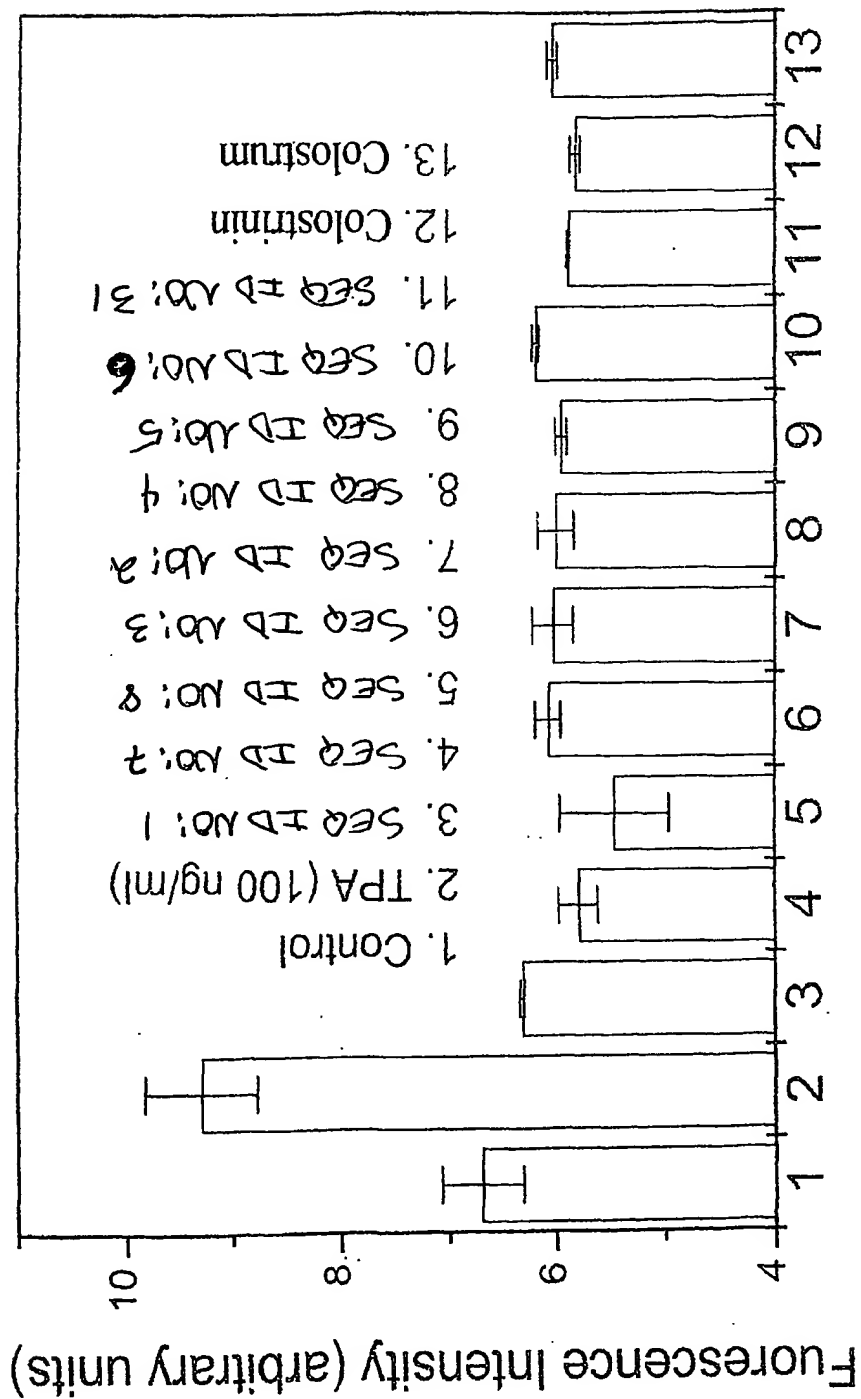 Fuorescence Intensity (arbitrary units)
10
8
6
4
1. Control
2. TPA (100 ng/ml)
3. SEQ ID NO: 1
4. SEQ ID NO: 7
5. SEQ ID NO: 8
6. SEQ ID NO: 3
7. SEQ ID NO: 2
8. SEQ ID NO: 4
9. SEQ ID NO: 5
10. SEQ ID NO: 6
11. SEQ ID NO: 31
12. Colostrinin
13. Colostrum
1 2 3 4 5 6 7 8 9 10 11 12 13